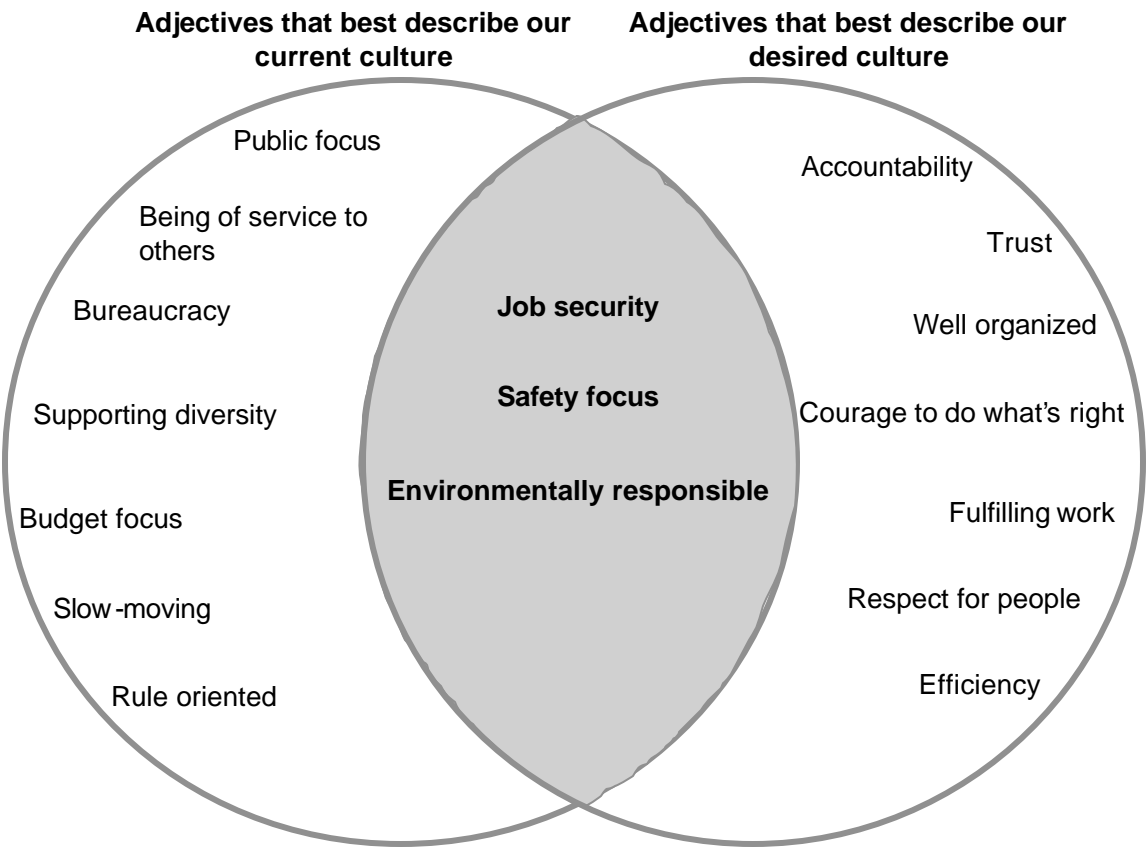 Adjectives that best describe our
current culture
Adjectives that best describe our
desired culture
Public focus
Being of service to
others
Bureaucracy
Supporting diversity
Budget focus
Slow-moving
Rule oriented
Job security
Safety focus
Environmentally responsible
Accountability
Trust
Well organized
Courage to do what's right
Fulfilling work
Respect for people
Efficiency